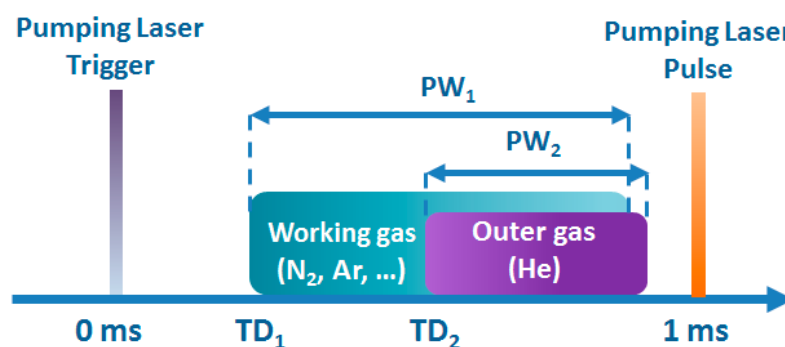 Pumping Laser
Trigger
Pumping Laser
Pulse
PW₁
PW₂
Working gas
(N₂, Ar, ...)
Outer gas
(He)
0 ms
TD₁
TD₂
1 ms